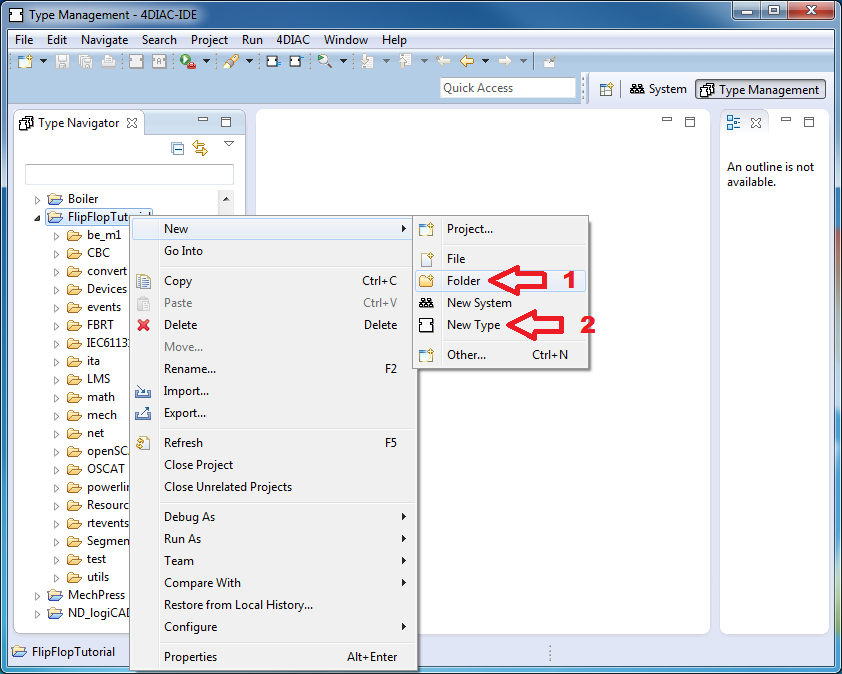 Type Management - 4DIAC-IDE
File Edit Navigate Search Project Run 4DIAC Window Help
Quick Access
System
Type Management
Type Navigator
An outline is not
available.
Boiler
FlipFlopTutorial
be_m1
CBC
convert
Devices
events
FBRT
IEC6113
ita
LMS
math
mech
net
openSC
OSCAT
powerlin
Resourc
rtevents
Segmen
test
utils
MechPress
ND_logiCAD
New
Go Into
Copy Ctrl+C
Paste Ctrl+V
Delete Delete
Move...
Rename... F2
Import...
Export...
Refresh F5
Close Project
Close Unrelated Projects
Debug As
Run As
Team
Compare With
Restore from Local History...
Configure
Properties Alt+Enter
Project...
File
Folder 1
New System
New Type 2
Other... Ctrl+N
FlipFlopTutorial